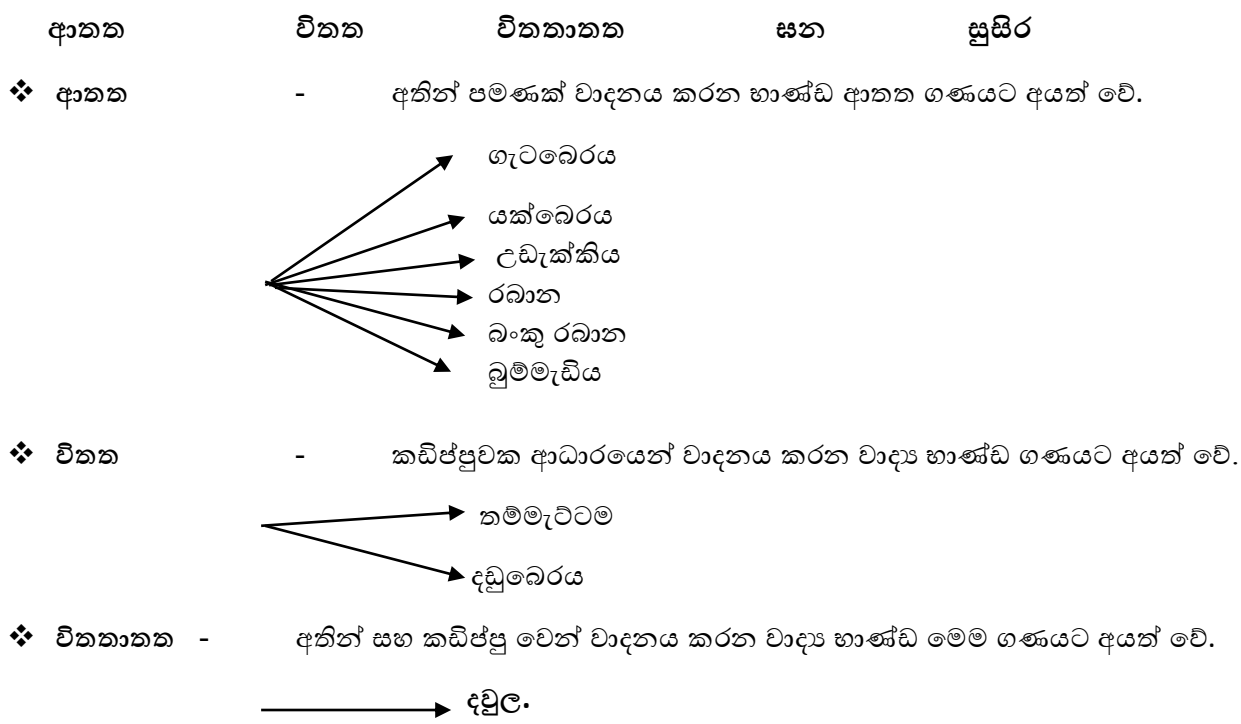 ආතත විතත විතතාතත ඝන සුසිර
❖ ආතත - අතින් පමණක් වාදනය කරන භාණ්ඩ ආතත ගණයට අයත් වේ.
ගැටබෙරය
යක්බෙරය
උඩැක්කිය
රබාන
බංකු රබාන
බුම්මැඩිය
❖ විතත - කඩිප්පුවක ආධාරයෙන් වාදනය කරන වාද්‍ය භාණ්ඩ ගණයට අයත් වේ.
තම්මැට්ටම
දඩුබෙරය
❖ විතතාතත - අතින් සහ කඩිප්පු වෙන් වාදනය කරන වාද්‍ය භාණ්ඩ මෙම ගණයට අයත් වේ.
දවුල.